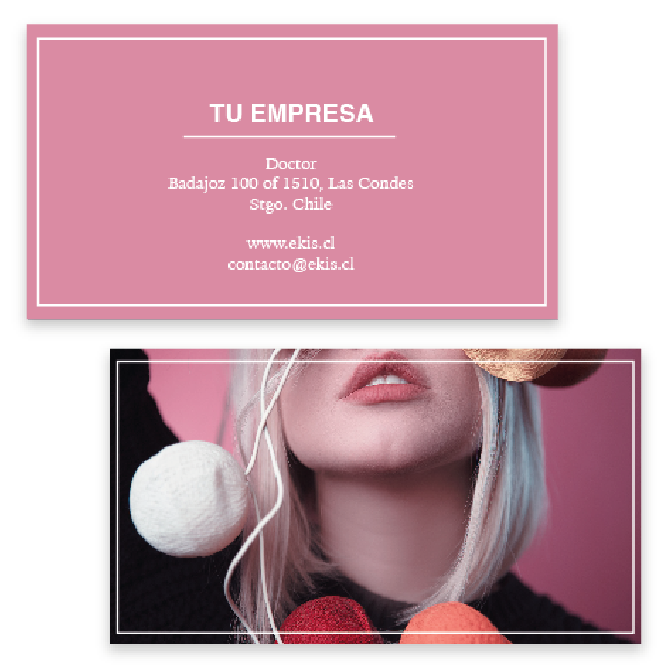 TU EMPRESA
Doctor
Badajoz 100 of 1510, Las Condes
Stgo. Chile
www.ekis.cl
contacto@ekis.cl